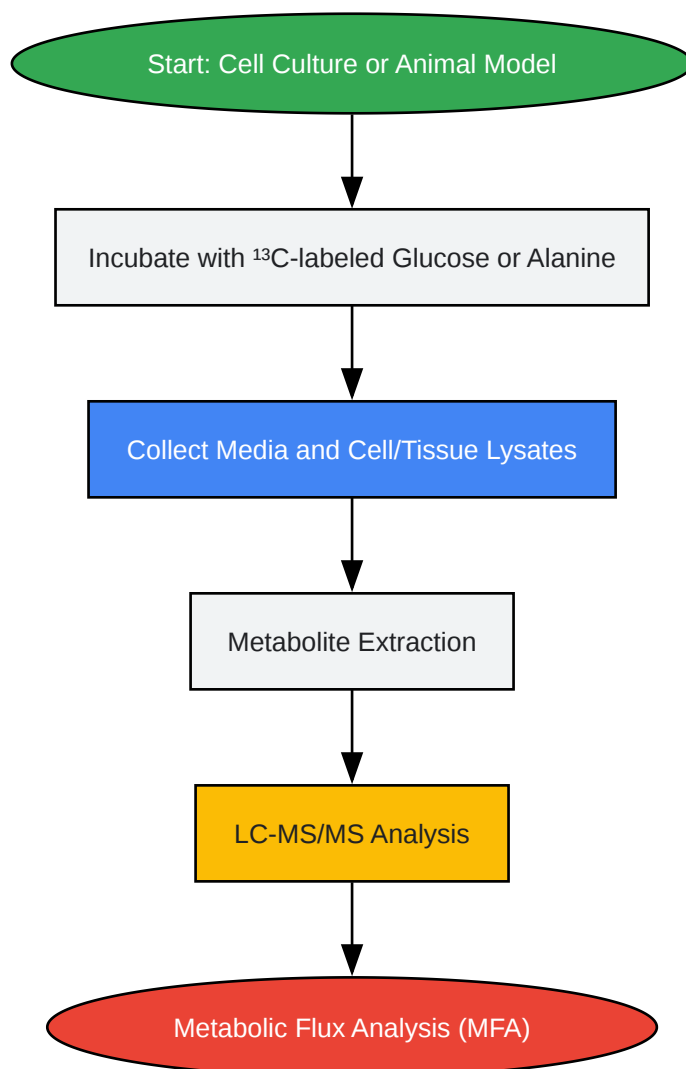 Start: Cell Culture or Animal Model
Incubate with ¹³C-labeled Glucose or Alanine
Collect Media and Cell/Tissue Lysates
Metabolite Extraction
LC-MS/MS Analysis
Metabolic Flux Analysis (MFA)